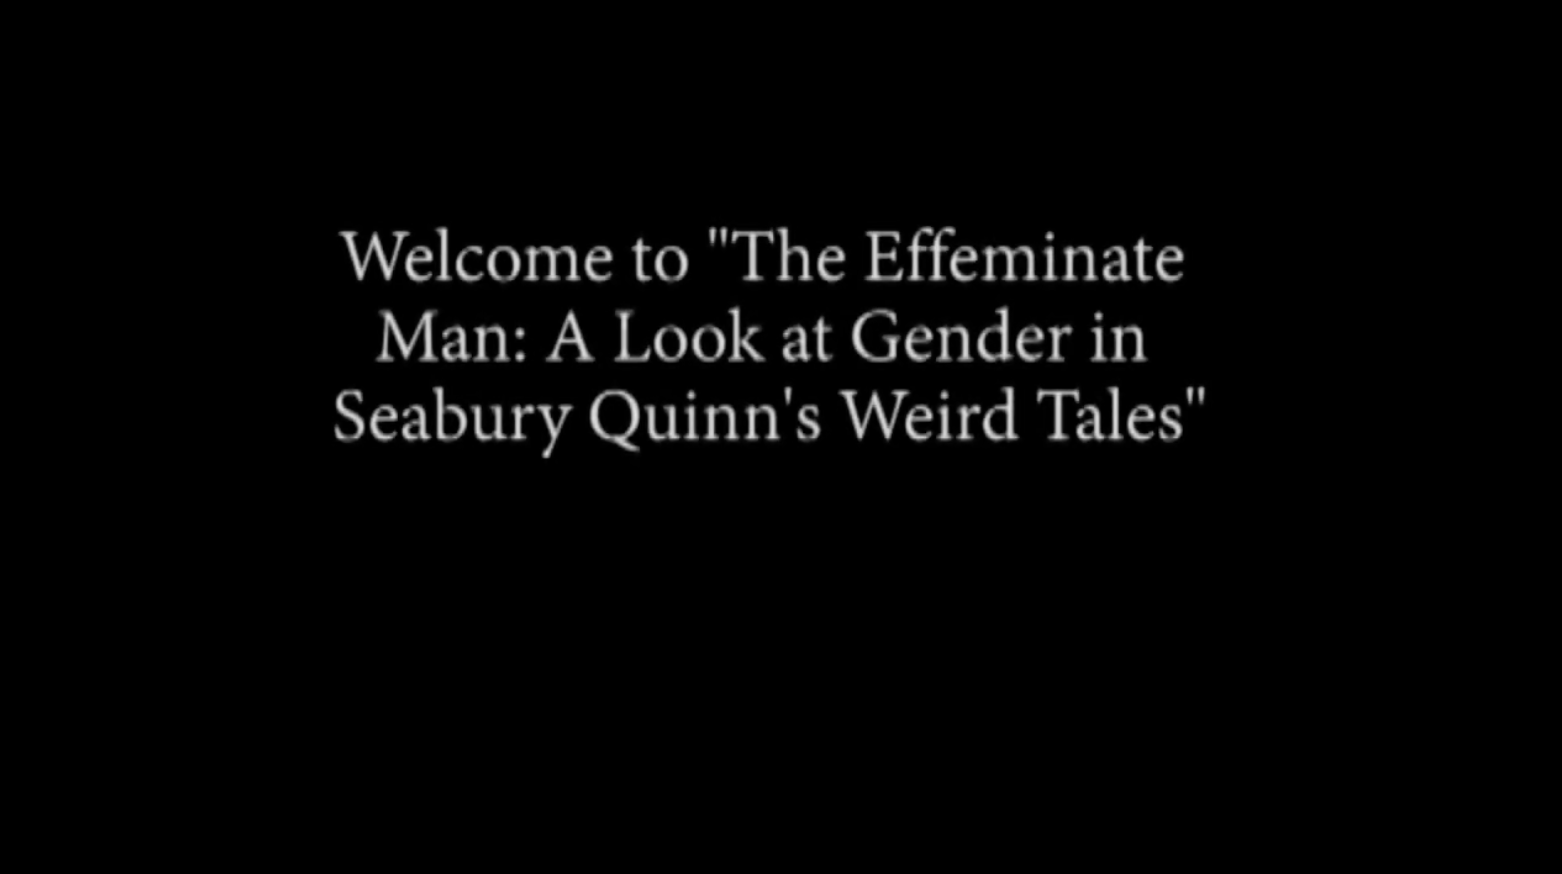 Welcome to "The Effeminate
Man: A Look at Gender in
Seabury Quinn's Weird Tales"